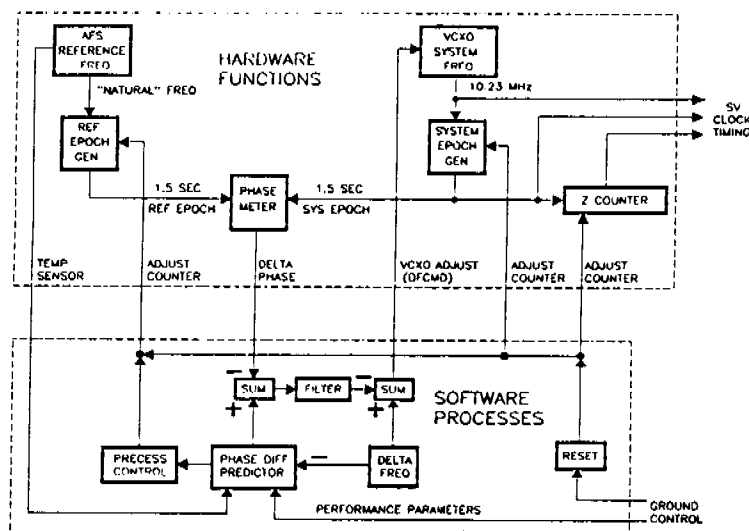 AFS
REFERENCE
FREQ
HARDWARE
FUNCTIONS
VCXO
SYSTEM
FREQ
"NATURAL" FREQ
10.23 MHz
SV
CLOCK
TIMING
REF
EPOCH
GEN
SYSTEM
EPOCH
GEN
1.5 SEC
REF EPOCH
PHASE
METER
1.5 SEC
SYS EPOCH
Z COUNTER
TEMP
SENSOR
ADJUST
COUNTER
DELTA
PHASE
VCXO ADJUST
(DFCMD)
ADJUST
COUNTER
ADJUST
COUNTER
−
SUM
+
FILTER
−
SUM
+
SOFTWARE
PROCESSES
PRECESS
CONTROL
PHASE DIFF
PREDICTOR
−
DELTA
FREQ
RESET
PERFORMANCE PARAMETERS
GROUND
CONTROL